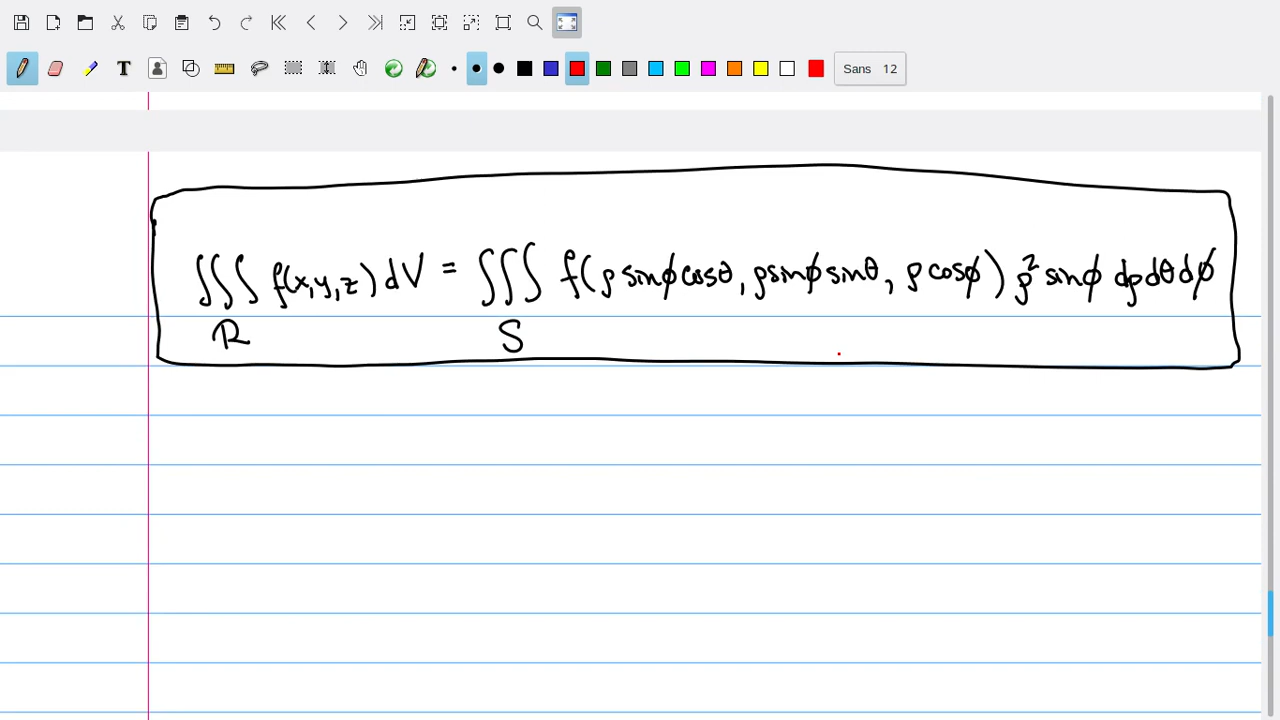 Sans 12
∫∫∫ f(x,y,z) dV = ∫∫∫ f(ρ sinϕ cosθ, ρ sinϕ sinθ, ρ cosϕ) ρ² sinϕ dρ dθ dϕ
R S